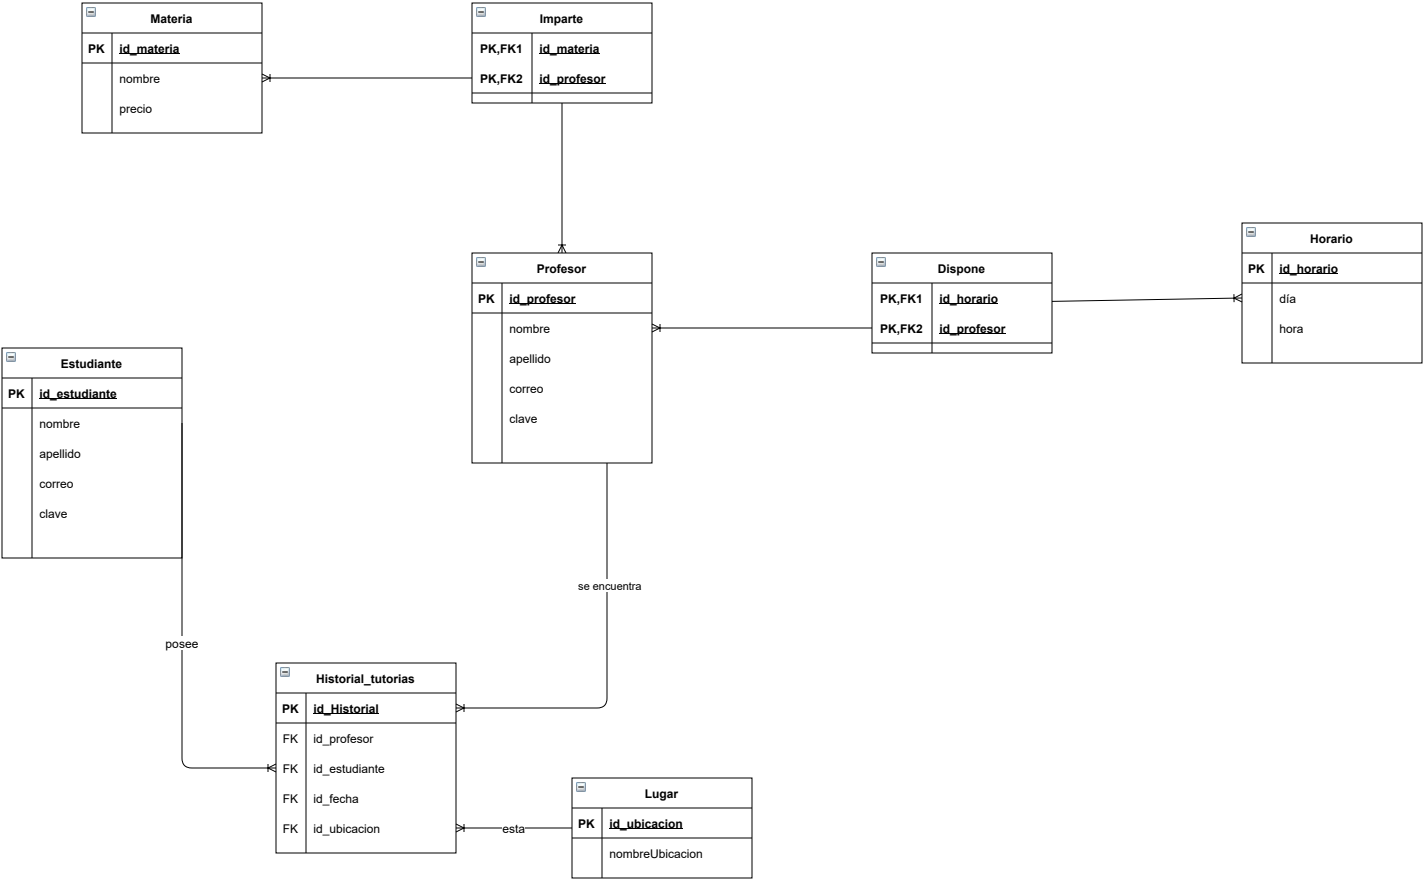 Materia
PK id_materia
nombre
precio
Imparte
PK,FK1 id_materia
PK,FK2 id_profesor
Profesor
PK id_profesor
nombre
apellido
correo
clave
Dispone
PK,FK1 id_horario
PK,FK2 id_profesor
Horario
PK id_horario
día
hora
Estudiante
PK id_estudiante
nombre
apellido
correo
clave
se encuentra
posee
Historial_tutorias
PK id_Historial
FK id_profesor
FK id_estudiante
FK id_fecha
FK id_ubicacion
esta
Lugar
PK id_ubicacion
nombreUbicacion